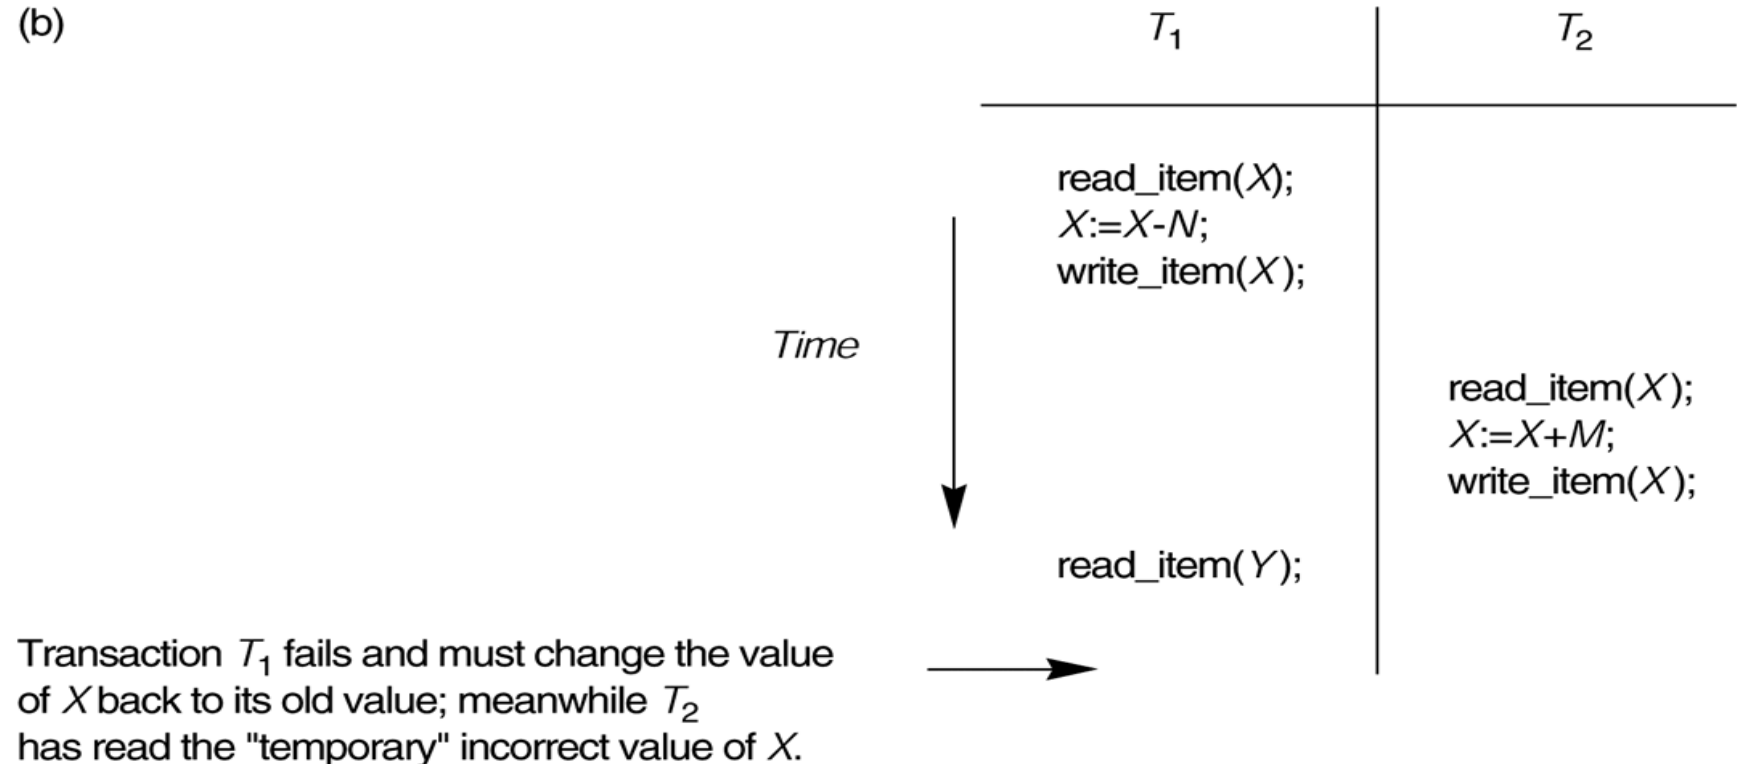 (b)
T1 T2
read_item(X);
X:=X-N;
write_item(X);
Time
read_item(X);
X:=X+M;
write_item(X);
read_item(Y);
Transaction T1 fails and must change the value
of X back to its old value; meanwhile T2
has read the "temporary" incorrect value of X.